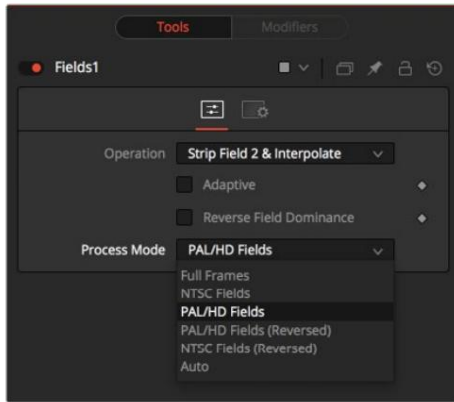 Tools Modifiers
Fields1
Operation Strip Field 2 & Interpolate
Adaptive
Reverse Field Dominance
Process Mode PAL/HD Fields
Full Frames
NTSC Fields
PAL/HD Fields
PAL/HD Fields (Reversed)
NTSC Fields (Reversed)
Auto